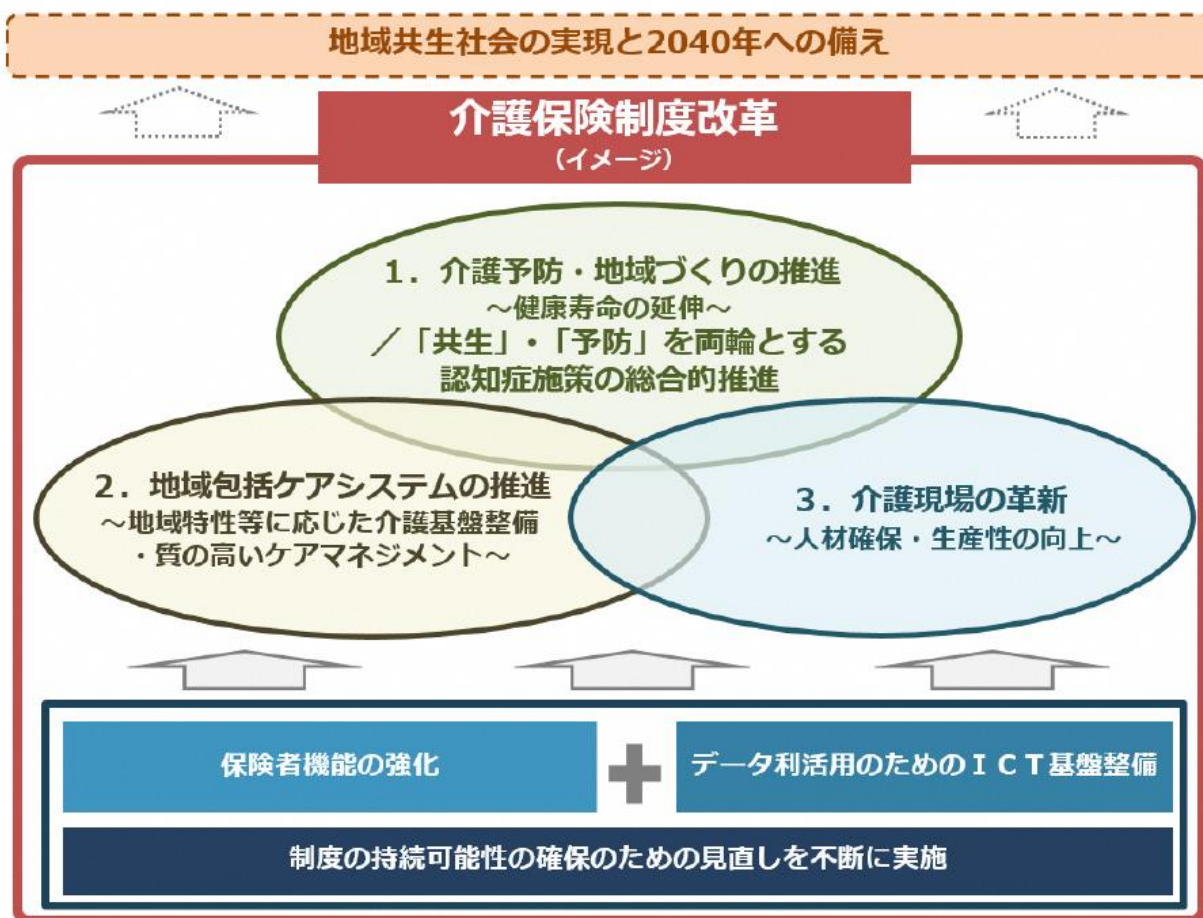 地域共生社会の実現と2040年への備え
介護保険制度改革
（イメージ）
１．介護予防・地域づくりの推進
～健康寿命の延伸～
／「共生」・「予防」を両輪とする
認知症施策の総合的推進
２．地域包括ケアシステムの推進
～地域特性等に応じた介護基盤整備
・質の高いケアマネジメント～
３．介護現場の革新
～人材確保・生産性の向上～
保険者機能の強化
データ利活用のためのＩＣＴ基盤整備
制度の持続可能性の確保のための見直しを不断に実施